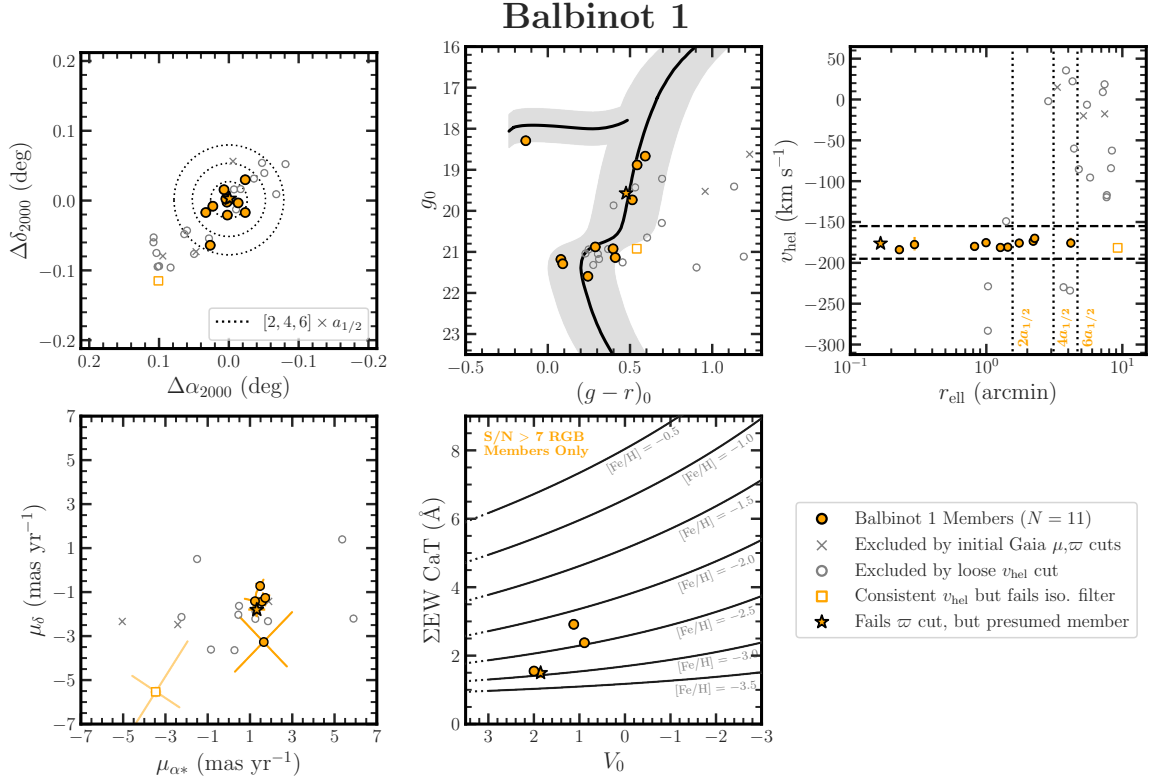 Balbinot 1
0.2
0.1
0.0
−0.1
−0.2
Δδ2000 (deg)
[2, 4, 6] × a1/2
0.2 0.1 0.0 −0.1 −0.2
Δα2000 (deg)
16
17
18
19
20
21
22
23
g0
−0.5 0.0 0.5 1.0
(g − r)0
50
0
−50
−100
−150
−200
−250
−300
vhel (km s−1)
2a1/2
4a1/2
6a1/2
10−1 100 101
rell (arcmin)
7
5
3
1
−1
−3
−5
−7
μδ (mas yr−1)
−7 −5 −3 −1 1 3 5 7
μα* (mas yr−1)
S/N > 7 RGB
Members Only
8
6
4
2
0
ΣEW CaT (Å)
[Fe/H] = −0.5
[Fe/H] = −1.0
[Fe/H] = −1.5
[Fe/H] = −2.0
[Fe/H] = −2.5
[Fe/H] = −3.0
[Fe/H] = −3.5
3 2 1 0 −1 −2 −3
V0
Balbinot 1 Members (N = 11)
Excluded by initial Gaia μ,ϖ cuts
Excluded by loose vhel cut
Consistent vhel but fails iso. filter
Fails ϖ cut, but presumed member